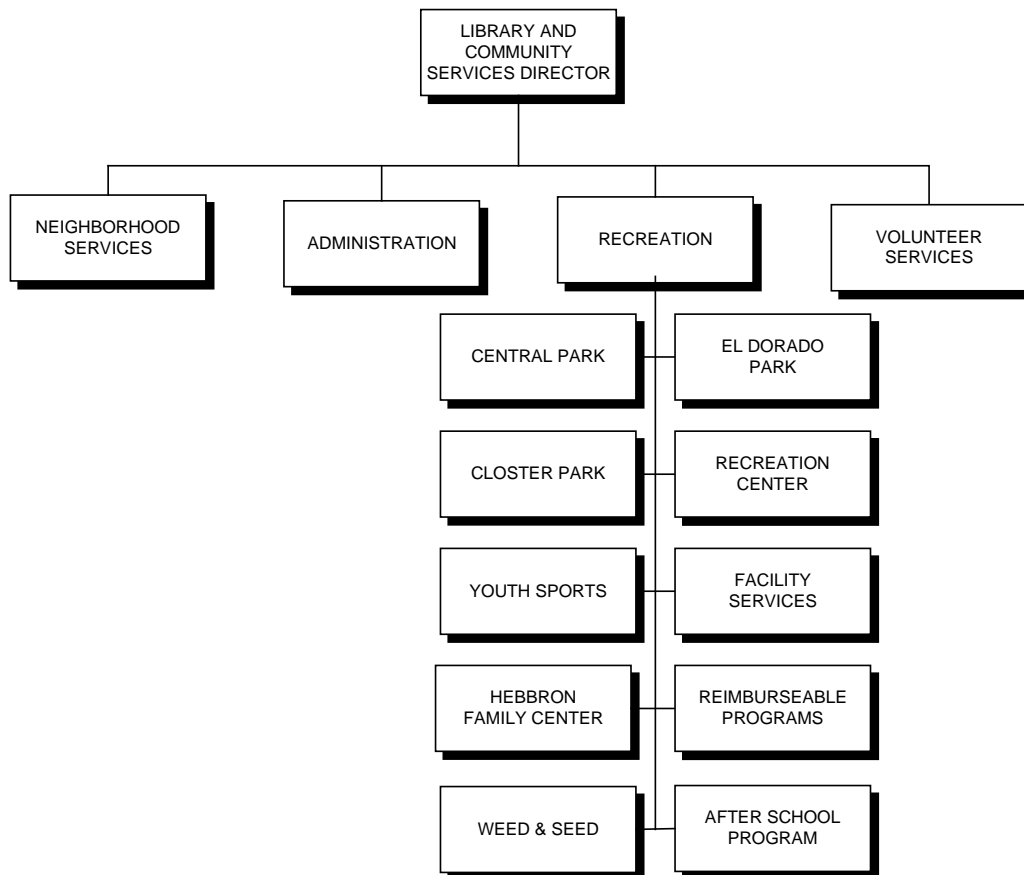 LIBRARY AND
COMMUNITY
SERVICES DIRECTOR
NEIGHBORHOOD
SERVICES
ADMINISTRATION
RECREATION
VOLUNTEER
SERVICES
CENTRAL PARK
EL DORADO
PARK
CLOSTER PARK
RECREATION
CENTER
YOUTH SPORTS
FACILITY
SERVICES
HEBBRON
FAMILY CENTER
REIMBURSEABLE
PROGRAMS
WEED & SEED
AFTER SCHOOL
PROGRAM